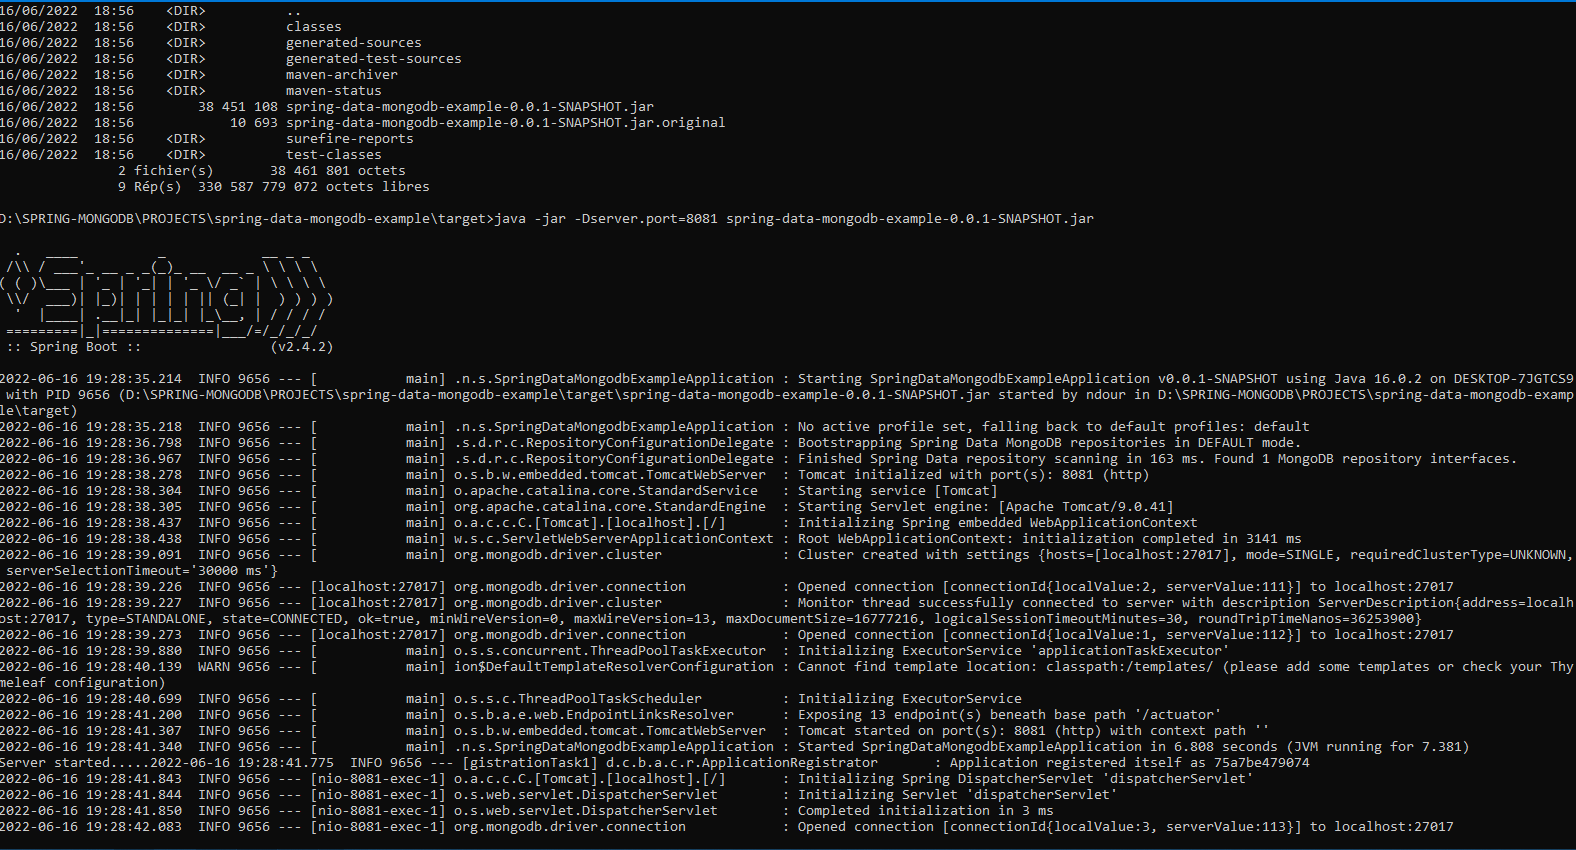 16/06/2022  18:56    <DIR>          ..
16/06/2022  18:56    <DIR>          classes
16/06/2022  18:56    <DIR>          generated-sources
16/06/2022  18:56    <DIR>          generated-test-sources
16/06/2022  18:56    <DIR>          maven-archiver
16/06/2022  18:56    <DIR>          maven-status
16/06/2022  18:56        38 451 108 spring-data-mongodb-example-0.0.1-SNAPSHOT.jar
16/06/2022  18:56            10 693 spring-data-mongodb-example-0.0.1-SNAPSHOT.jar.original
16/06/2022  18:56    <DIR>          surefire-reports
16/06/2022  18:56    <DIR>          test-classes
               2 fichier(s)       38 461 801 octets
               9 Rép(s)  330 587 779 072 octets libres
D:\SPRING-MONGODB\PROJECTS\spring-data-mongodb-example\target>java -jar -Dserver.port=8081 spring-data-mongodb-example-0.0.1-SNAPSHOT.jar
  .   ____          _            __ _ _
 /\\ / ___'_ __ _ _(_)_ __  __ _ \ \ \ \
( ( )\___ | '_ | '_| | '_ \/ _` | \ \ \ \
 \\/  ___)| |_)| | | | | || (_| |  ) ) ) )
  '  |____| .__|_| |_|_| |_\__, | / / / /
 =========|_|==============|___/=/_/_/_/
 :: Spring Boot ::                (v2.4.2)
2022-06-16 19:28:35.214  INFO 9656 --- [           main] .n.s.SpringDataMongodbExampleApplication : Starting SpringDataMongodbExampleApplication v0.0.1-SNAPSHOT using Java 16.0.2 on DESKTOP-7JGTCS9
 with PID 9656 (D:\SPRING-MONGODB\PROJECTS\spring-data-mongodb-example\target\spring-data-mongodb-example-0.0.1-SNAPSHOT.jar started by ndour in D:\SPRING-MONGODB\PROJECTS\spring-data-mongodb-examp
le\target)
2022-06-16 19:28:35.218  INFO 9656 --- [           main] .n.s.SpringDataMongodbExampleApplication : No active profile set, falling back to default profiles: default
2022-06-16 19:28:36.798  INFO 9656 --- [           main] .s.d.r.c.RepositoryConfigurationDelegate : Bootstrapping Spring Data MongoDB repositories in DEFAULT mode.
2022-06-16 19:28:36.967  INFO 9656 --- [           main] .s.d.r.c.RepositoryConfigurationDelegate : Finished Spring Data repository scanning in 163 ms. Found 1 MongoDB repository interfaces.
2022-06-16 19:28:38.278  INFO 9656 --- [           main] o.s.b.w.embedded.tomcat.TomcatWebServer  : Tomcat initialized with port(s): 8081 (http)
2022-06-16 19:28:38.304  INFO 9656 --- [           main] o.apache.catalina.core.StandardService   : Starting service [Tomcat]
2022-06-16 19:28:38.305  INFO 9656 --- [           main] org.apache.catalina.core.StandardEngine  : Starting Servlet engine: [Apache Tomcat/9.0.41]
2022-06-16 19:28:38.437  INFO 9656 --- [           main] o.a.c.c.C.[Tomcat].[localhost].[/]       : Initializing Spring embedded WebApplicationContext
2022-06-16 19:28:38.438  INFO 9656 --- [           main] w.s.c.ServletWebServerApplicationContext : Root WebApplicationContext: initialization completed in 3141 ms
2022-06-16 19:28:39.091  INFO 9656 --- [           main] org.mongodb.driver.cluster               : Cluster created with settings {hosts=[localhost:27017], mode=SINGLE, requiredClusterType=UNKNOWN,
 serverSelectionTimeout='30000 ms'}
2022-06-16 19:28:39.226  INFO 9656 --- [localhost:27017] org.mongodb.driver.connection            : Opened connection [connectionId{localValue:2, serverValue:111}] to localhost:27017
2022-06-16 19:28:39.227  INFO 9656 --- [localhost:27017] org.mongodb.driver.cluster               : Monitor thread successfully connected to server with description ServerDescription{address=localh
ost:27017, type=STANDALONE, state=CONNECTED, ok=true, minWireVersion=0, maxWireVersion=13, maxDocumentSize=16777216, logicalSessionTimeoutMinutes=30, roundTripTimeNanos=36253900}
2022-06-16 19:28:39.273  INFO 9656 --- [localhost:27017] org.mongodb.driver.connection            : Opened connection [connectionId{localValue:1, serverValue:112}] to localhost:27017
2022-06-16 19:28:39.880  INFO 9656 --- [           main] o.s.s.concurrent.ThreadPoolTaskExecutor  : Initializing ExecutorService 'applicationTaskExecutor'
2022-06-16 19:28:40.139  WARN 9656 --- [           main] ion$DefaultTemplateResolverConfiguration : Cannot find template location: classpath:/templates/ (please add some templates or check your Thy
meleaf configuration)
2022-06-16 19:28:40.699  INFO 9656 --- [           main] o.s.s.c.ThreadPoolTaskScheduler          : Initializing ExecutorService
2022-06-16 19:28:41.200  INFO 9656 --- [           main] o.s.b.a.e.web.EndpointLinksResolver      : Exposing 13 endpoint(s) beneath base path '/actuator'
2022-06-16 19:28:41.307  INFO 9656 --- [           main] o.s.b.w.embedded.tomcat.TomcatWebServer  : Tomcat started on port(s): 8081 (http) with context path ''
2022-06-16 19:28:41.340  INFO 9656 --- [           main] .n.s.SpringDataMongodbExampleApplication : Started SpringDataMongodbExampleApplication in 6.808 seconds (JVM running for 7.381)
Server started.....2022-06-16 19:28:41.775  INFO 9656 --- [gistrationTask1] d.c.b.a.c.r.ApplicationRegistrator       : Application registered itself as 75a7be479074
2022-06-16 19:28:41.843  INFO 9656 --- [nio-8081-exec-1] o.a.c.c.C.[Tomcat].[localhost].[/]       : Initializing Spring DispatcherServlet 'dispatcherServlet'
2022-06-16 19:28:41.844  INFO 9656 --- [nio-8081-exec-1] o.s.web.servlet.DispatcherServlet        : Initializing Servlet 'dispatcherServlet'
2022-06-16 19:28:41.850  INFO 9656 --- [nio-8081-exec-1] o.s.web.servlet.DispatcherServlet        : Completed initialization in 3 ms
2022-06-16 19:28:42.083  INFO 9656 --- [nio-8081-exec-1] org.mongodb.driver.connection            : Opened connection [connectionId{localValue:3, serverValue:113}] to localhost:27017